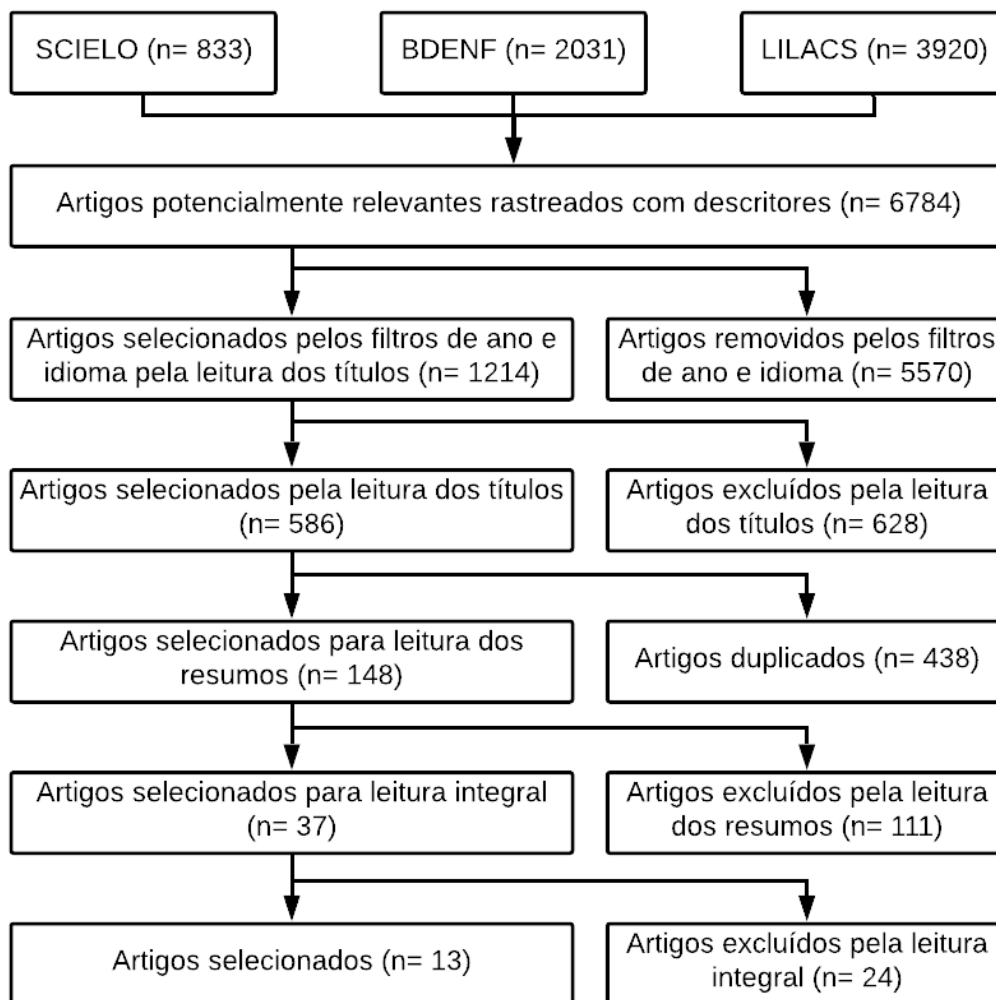 SCIELO (n= 833)
BDENF (n= 2031)
LILACS (n= 3920)
Artigos potencialmente relevantes rastreados com descritores (n= 6784)
Artigos selecionados pelos filtros de ano e
idioma pela leitura dos títulos (n= 1214)
Artigos removidos pelos filtros
de ano e idioma (n= 5570)
Artigos selecionados pela leitura dos títulos
(n= 586)
Artigos excluídos pela leitura
dos títulos (n= 628)
Artigos selecionados para leitura dos
resumos (n= 148)
Artigos duplicados (n= 438)
Artigos selecionados para leitura integral
(n= 37)
Artigos excluídos pela leitura
dos resumos (n= 111)
Artigos selecionados (n= 13)
Artigos excluídos pela leitura
integral (n= 24)